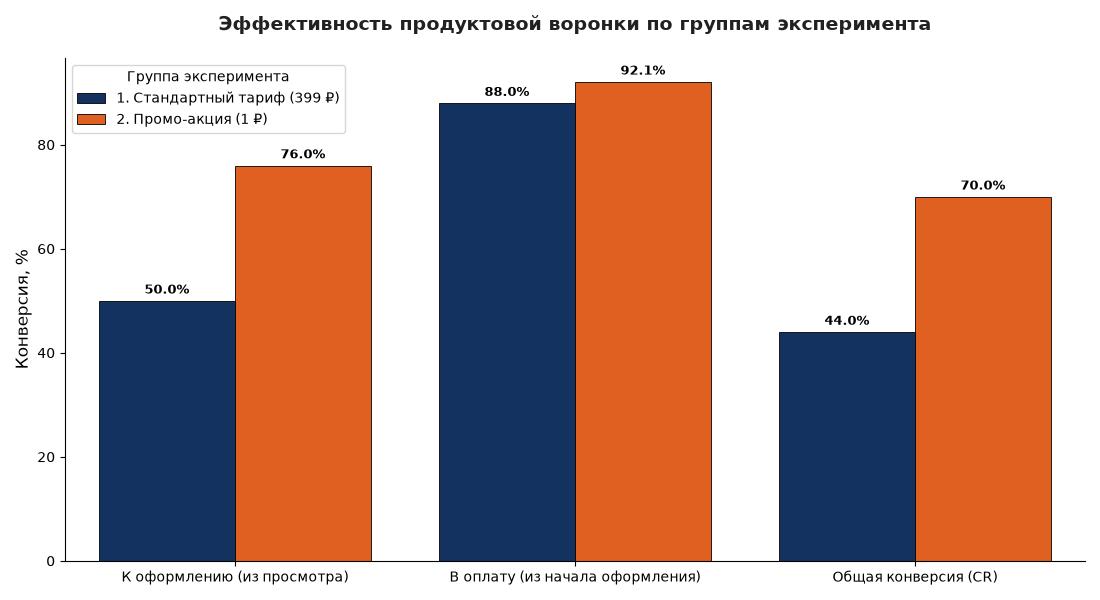 Эффективность продуктовой воронки по группам эксперимента
Группа эксперимента
1. Стандартный тариф (399 ₽)
2. Промо-акция (1 ₽)
Конверсия, %
80
60
40
20
0
50.0%
76.0%
88.0%
92.1%
44.0%
70.0%
К оформлению (из просмотра)
В оплату (из начала оформления)
Общая конверсия (CR)